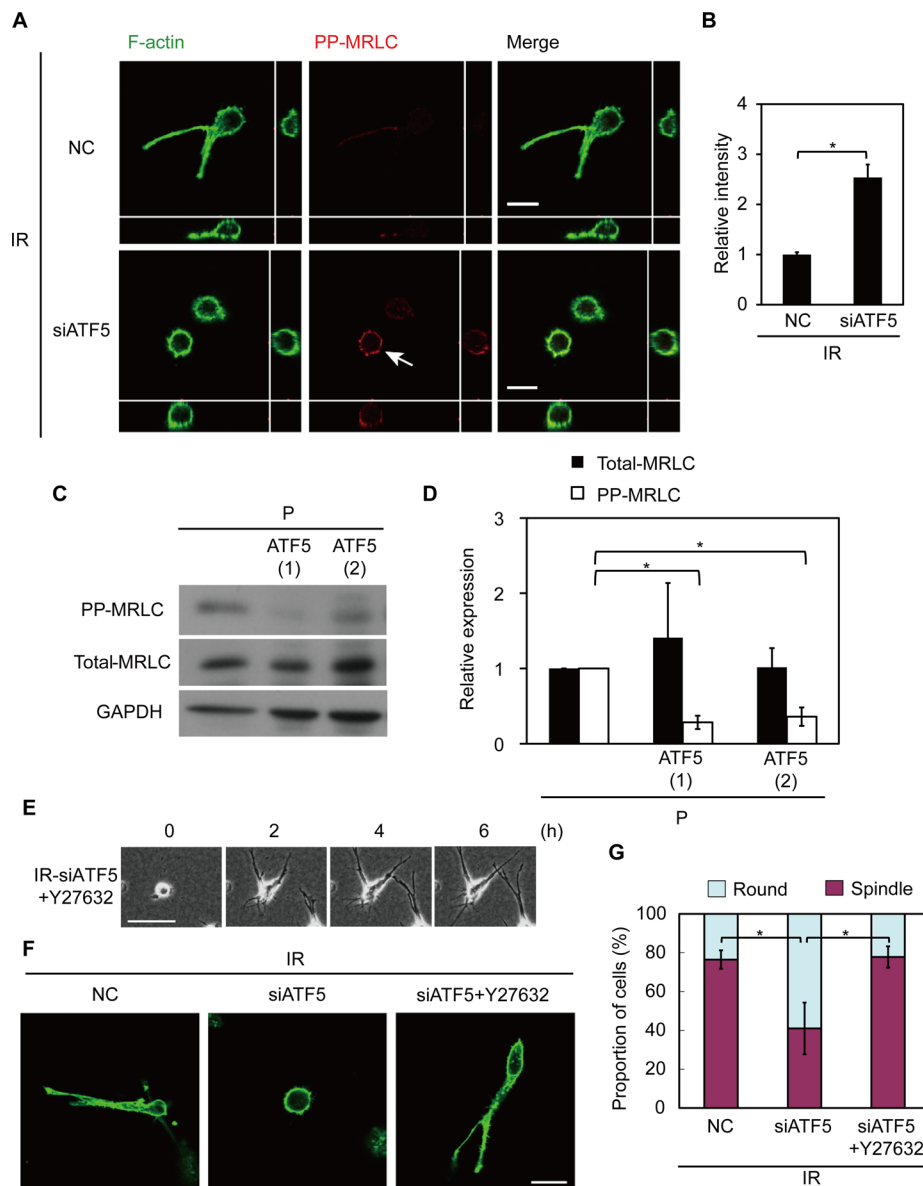 A
F-actin
PP-MRLC
Merge
IR
NC
siATF5
B
Relative intensity
4
3
2
1
0
*
NC
siATF5
IR
C
P
ATF5
(1)
ATF5
(2)
PP-MRLC
Total-MRLC
GAPDH
D
Total-MRLC
PP-MRLC
Relative expression
3
2
1
0
*
*
ATF5
(1)
ATF5
(2)
P
E
0
2
4
6
(h)
IR-siATF5
+Y27632
F
IR
NC
siATF5
siATF5+Y27632
G
Round
Spindle
Proportion of cells (%)
100
80
60
40
20
0
*
*
NC
siATF5
siATF5
+Y27632
IR